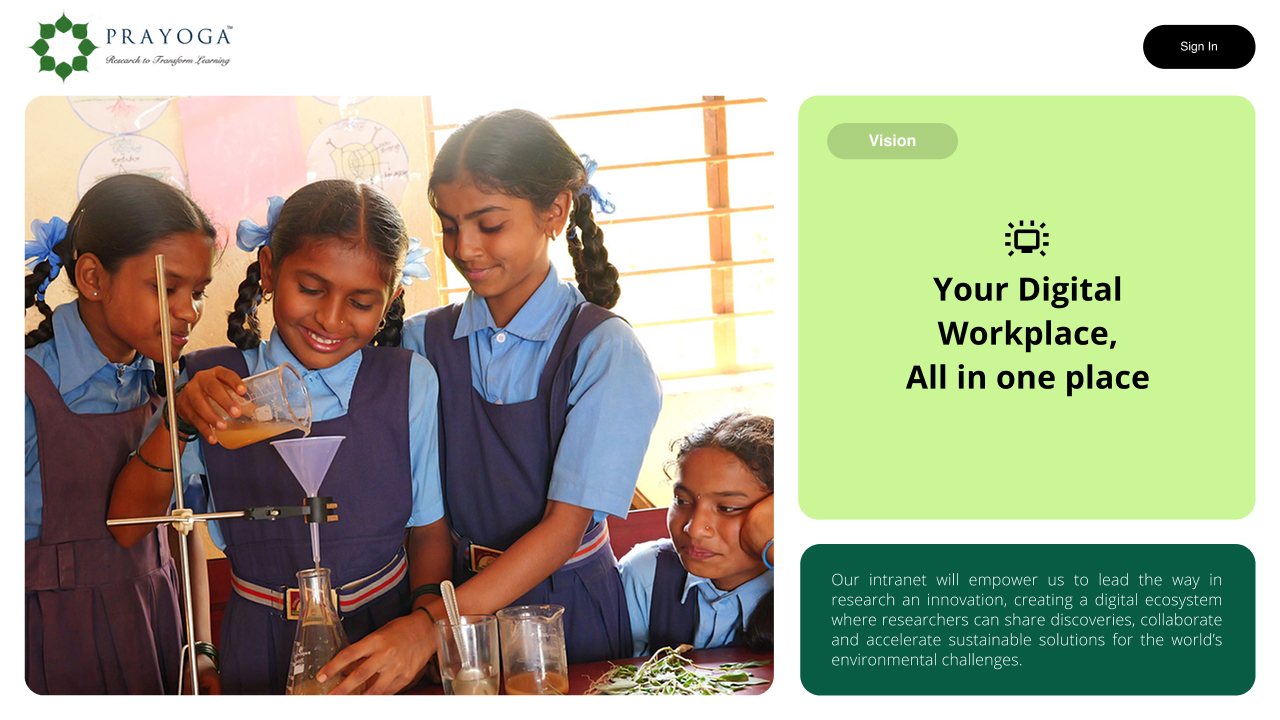 PRAYOGA™
Research to Transform Learning
Sign In
Vision
Your Digital
Workplace,
All in one place
Our intranet will empower us to lead the way in
research an innovation, creating a digital ecosystem
where researchers can share discoveries, collaborate
and accelerate sustainable solutions for the world’s
environmental challenges.